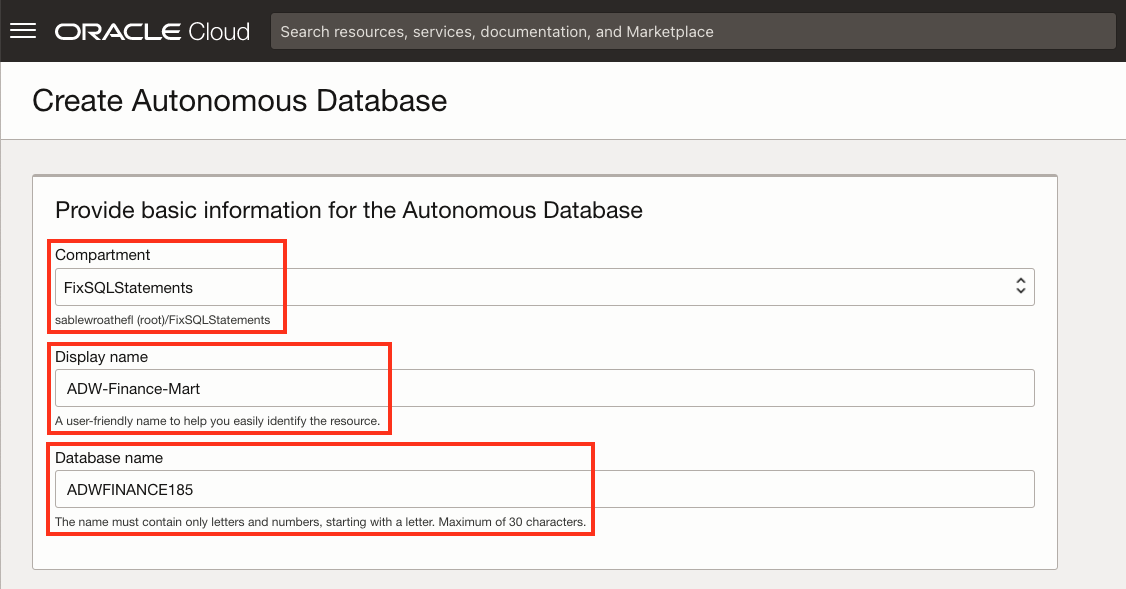 ORACLE Cloud
Search resources, services, documentation, and Marketplace
Create Autonomous Database
Provide basic information for the Autonomous Database
Compartment
FixSQLStatements
sablewroathefl (root)/FixSQLStatements
Display name
ADW-Finance-Mart
A user-friendly name to help you easily identify the resource.
Database name
ADWFINANCE185
The name must contain only letters and numbers, starting with a letter. Maximum of 30 characters.